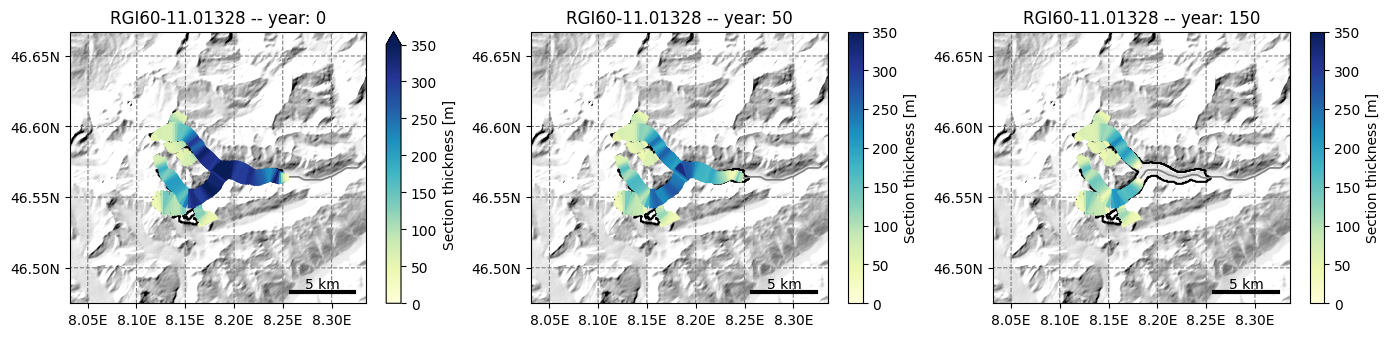 RGI60-11.01328 -- year: 0
46.65N
46.60N
46.55N
46.50N
8.05E 8.10E 8.15E 8.20E 8.25E 8.30E
5 km
350
300
250
200
150
100
50
0
Section thickness [m]
RGI60-11.01328 -- year: 50
46.65N
46.60N
46.55N
46.50N
8.05E 8.10E 8.15E 8.20E 8.25E 8.30E
5 km
350
300
250
200
150
100
50
0
Section thickness [m]
RGI60-11.01328 -- year: 150
46.65N
46.60N
46.55N
46.50N
8.05E 8.10E 8.15E 8.20E 8.25E 8.30E
5 km
350
300
250
200
150
100
50
0
Section thickness [m]